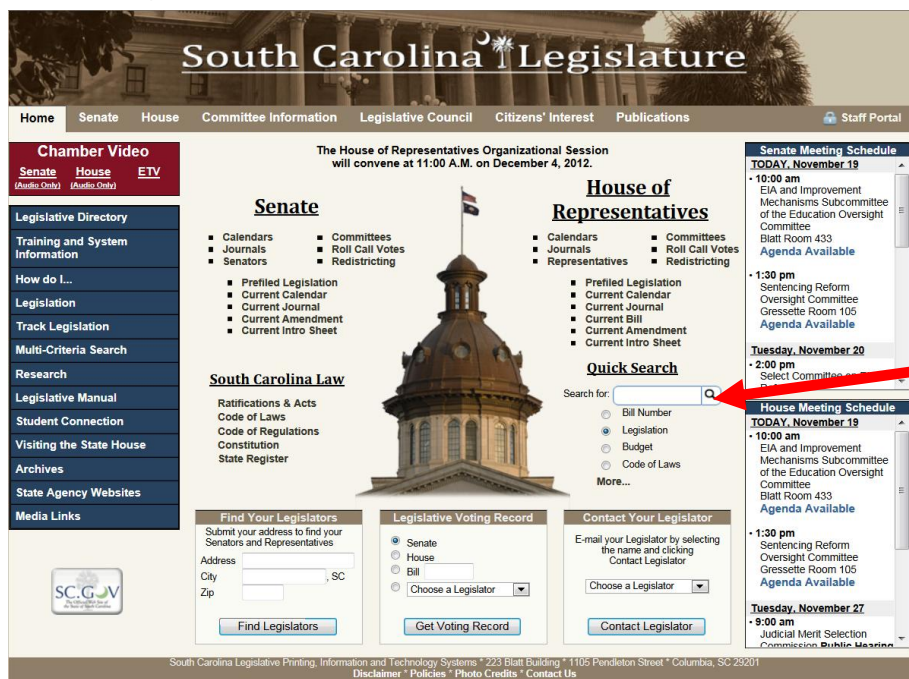 South Carolina Legislature
Home Senate House Committee Information Legislative Council Citizens' Interest Publications Staff Portal
Chamber Video
Senate House ETV
(Audio Only) (Audio Only)
Legislative Directory
Training and System
Information
How do I...
Legislation
Track Legislation
Multi-Criteria Search
Research
Legislative Manual
Student Connection
Visiting the State House
Archives
State Agency Websites
Media Links
SC.GOV
The House of Representatives Organizational Session
will convene at 11:00 A.M. on December 4, 2012.
Senate
Calendars Committees
Journals Roll Call Votes
Senators Redistricting
Prefiled Legislation
Current Calendar
Current Journal
Current Amendment
Current Intro Sheet
South Carolina Law
Ratifications & Acts
Code of Laws
Code of Regulations
Constitution
State Register
House of
Representatives
Calendars Committees
Journals Roll Call Votes
Representatives Redistricting
Prefiled Legislation
Current Calendar
Current Journal
Current Bill
Current Amendment
Current Intro Sheet
Quick Search
Search for:
Bill Number
Legislation
Budget
Code of Laws
More...
Find Your Legislators
Submit your address to find your
Senators and Representatives
Address
City , SC
Zip
Find Legislators
Legislative Voting Record
Senate
House
Bill
Choose a Legislator
Get Voting Record
Contact Your Legislator
E-mail your Legislator by selecting
the name and clicking
Contact Legislator
Choose a Legislator
Contact Legislator
Senate Meeting Schedule
TODAY, November 19
• 10:00 am
EIA and Improvement
Mechanisms Subcommittee
of the Education Oversight
Committee
Blatt Room 433
Agenda Available
• 1:30 pm
Sentencing Reform
Oversight Committee
Gressette Room 105
Agenda Available
Tuesday, November 20
• 2:00 pm
Select Committee on
House Meeting Schedule
TODAY, November 19
• 10:00 am
EIA and Improvement
Mechanisms Subcommittee
of the Education Oversight
Committee
Blatt Room 433
Agenda Available
• 1:30 pm
Sentencing Reform
Oversight Committee
Gressette Room 105
Agenda Available
Tuesday, November 27
• 9:00 am
Judicial Merit Selection
Commission Public Hearing
South Carolina Legislative Printing, Information and Technology Systems * 223 Blatt Building * 1105 Pendleton Street * Columbia, SC 29201
Disclaimer * Policies * Photo Credits * Contact Us